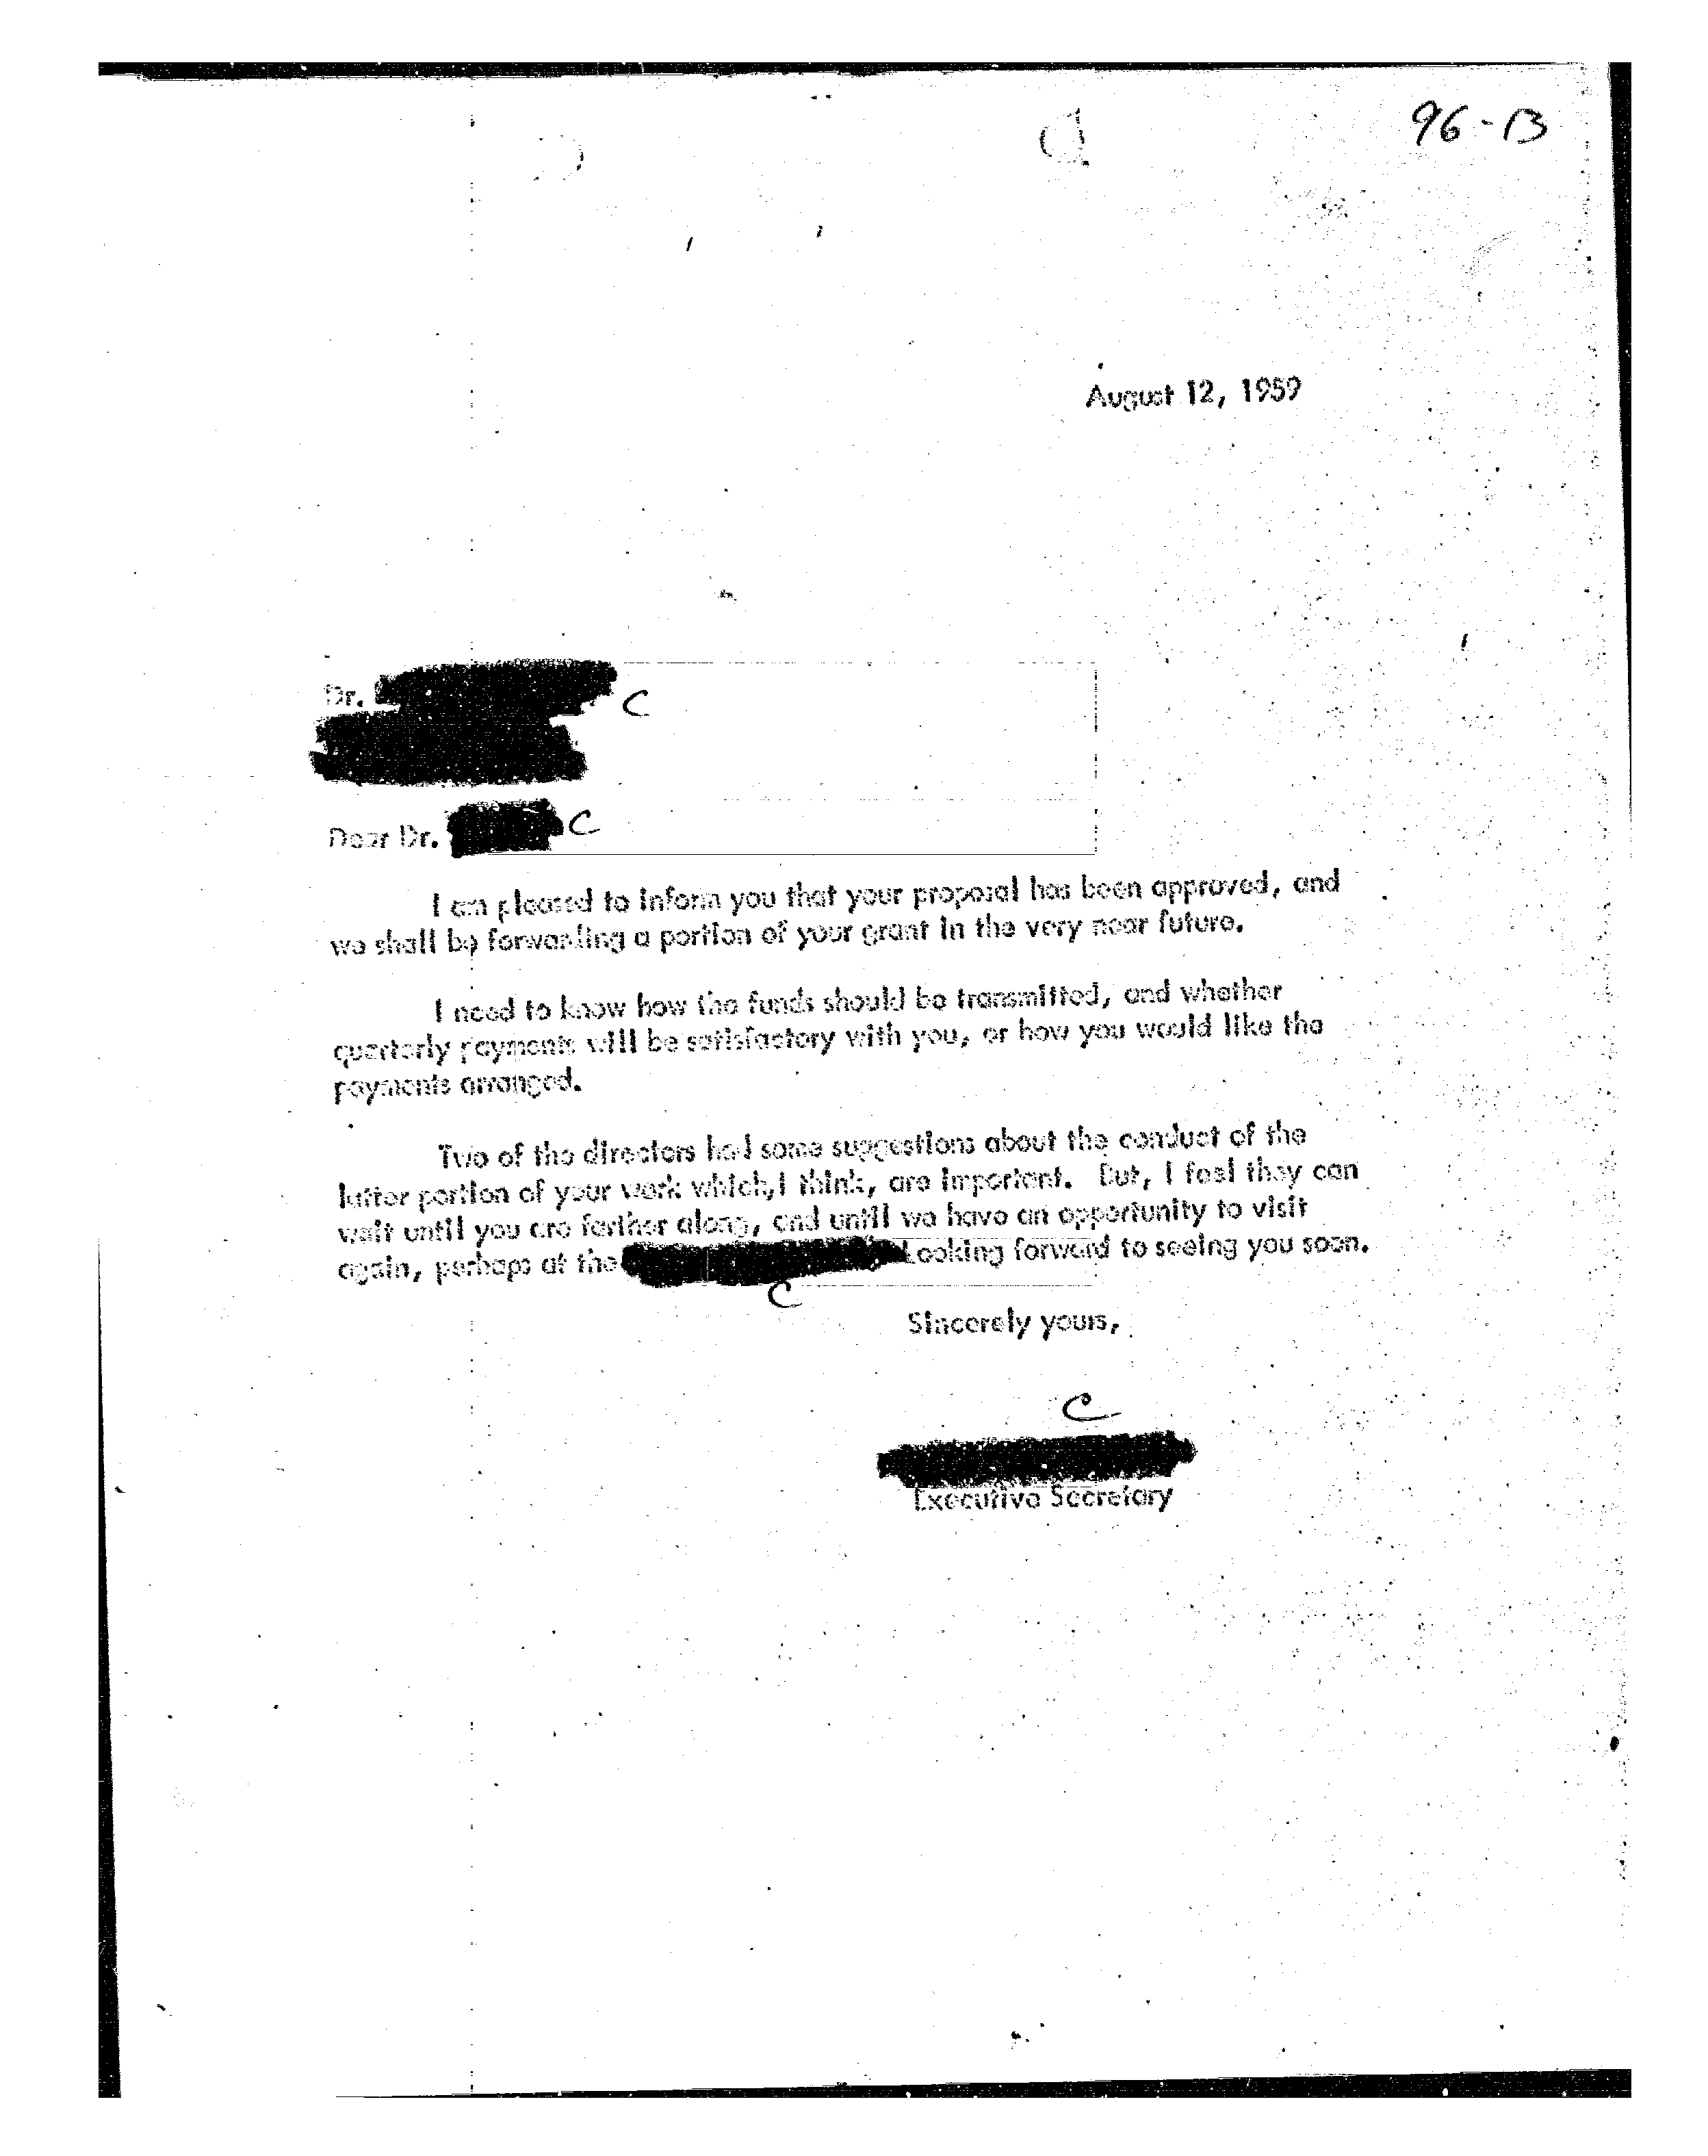 96-13
August 12, 1959
Dr.
C
Dear Dr.
C
I am pleased to inform you that your proposal has been approved, and
we shall be forwarding a portion of your grant in the very near future.
I need to know how the funds should be transmitted, and whether
quarterly payments will be satisfactory with you, or how you would like the
payments arranged.
Two of the directors had some suggestions about the conduct of the
latter portion of your work which, I think, are important. But, I feel they can
wait until you are farther along, and until we have an opportunity to visit
again, perhaps at the Looking forward to seeing you soon.
C
Sincerely yours,
C
Executive Secretary